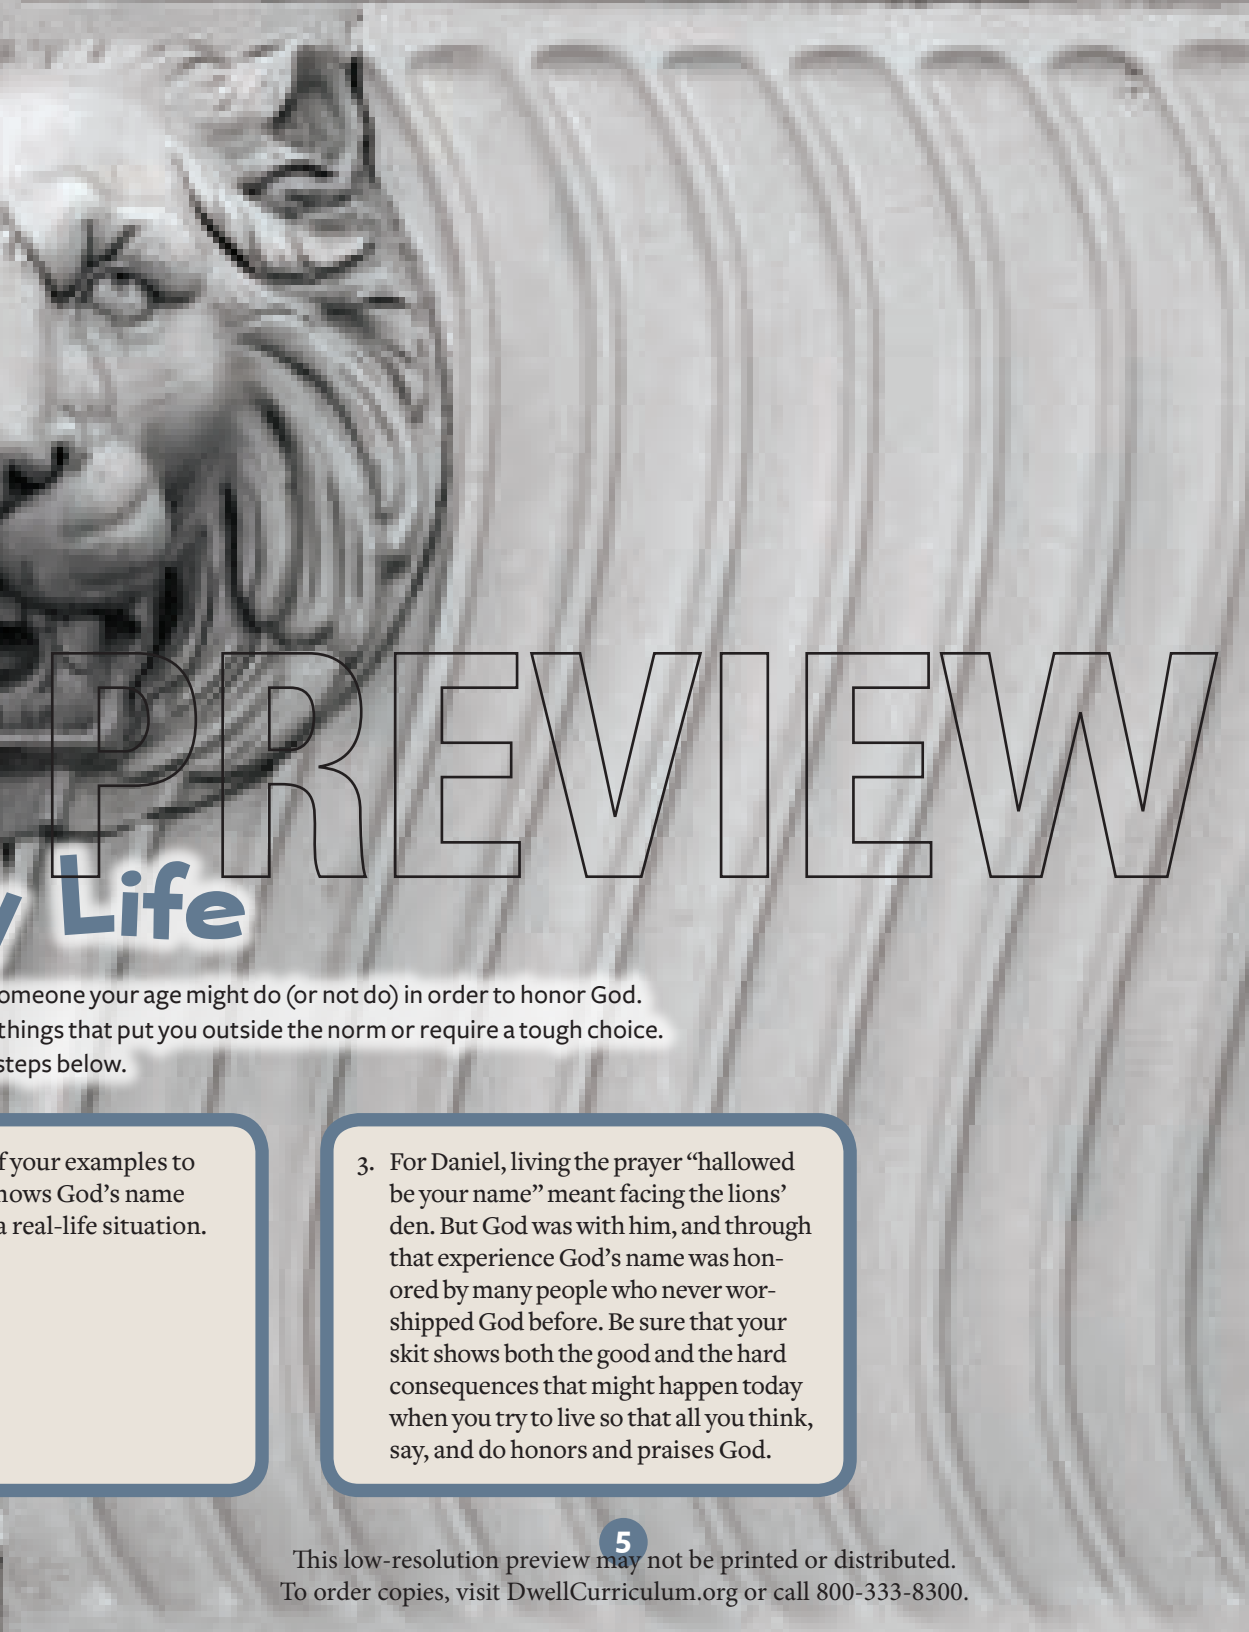 PREVIEW
Life
omeone your age might do (or not do) in order to honor God.
things that put you outside the norm or require a tough choice.
steps below.
f your examples to
hows God’s name
a real-life situation.
3. For Daniel, living the prayer “hallowed
be your name” meant facing the lions’
den. But God was with him, and through
that experience God’s name was hon-
ored by many people who never wor-
shipped God before. Be sure that your
skit shows both the good and the hard
consequences that might happen today
when you try to live so that all you think,
say, and do honors and praises God.
5
This low-resolution preview may not be printed or distributed.
To order copies, visit DwellCurriculum.org or call 800-333-8300.